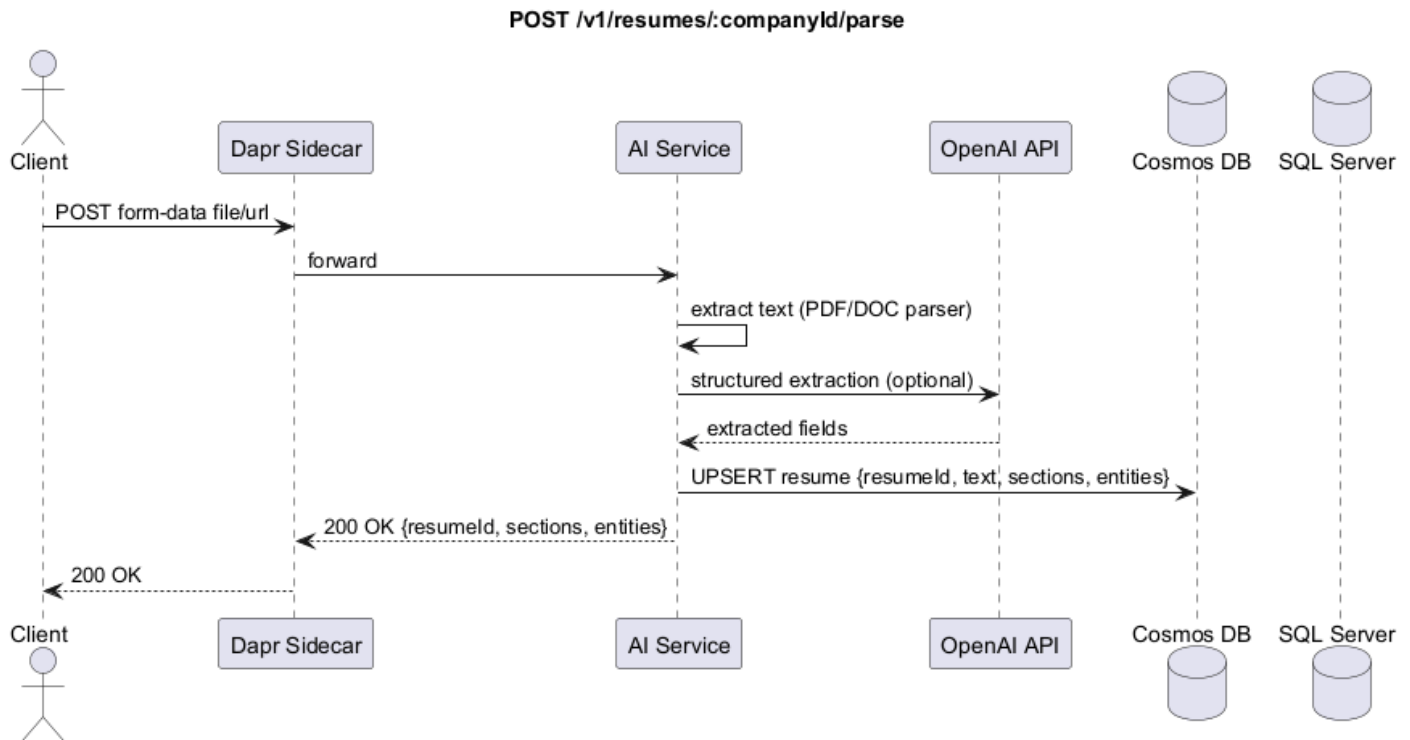 POST /v1/resumes/:companyId/parse
Client
Dapr Sidecar
AI Service
OpenAI API
Cosmos DB
SQL Server
POST form-data file/url
forward
extract text (PDF/DOC parser)
structured extraction (optional)
extracted fields
UPSERT resume {resumeId, text, sections, entities}
200 OK {resumeId, sections, entities}
200 OK
Client
Dapr Sidecar
AI Service
OpenAI API
Cosmos DB
SQL Server